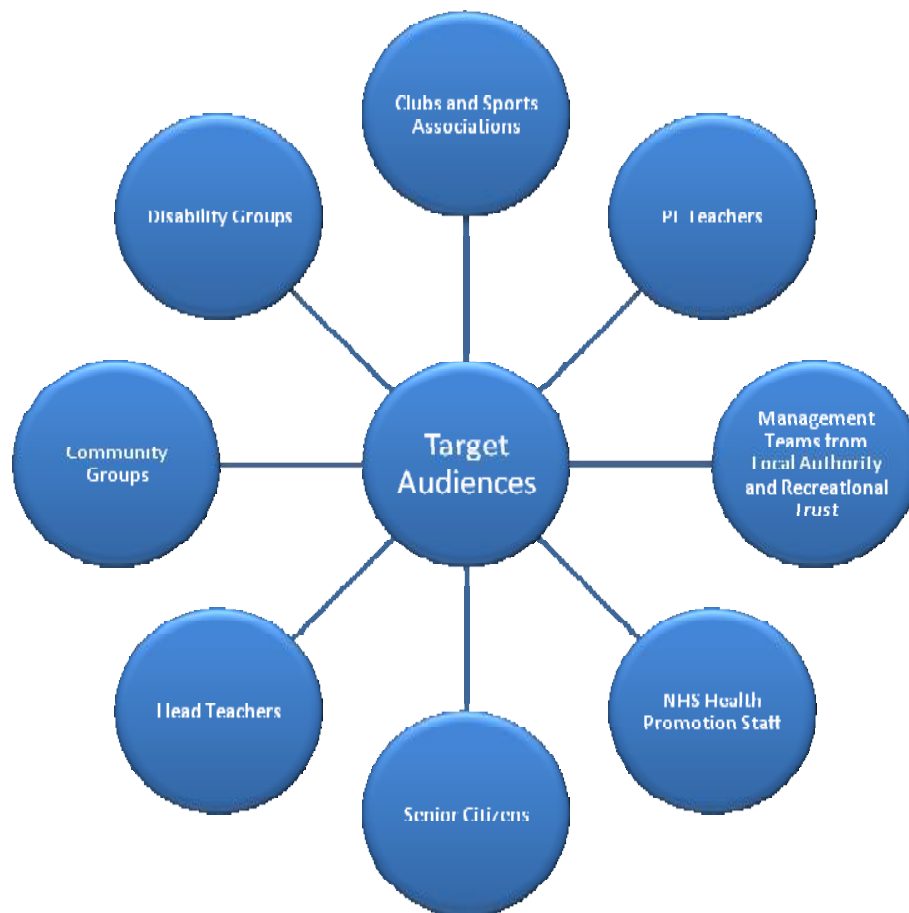 Clubs and Sports
Associations
Disability Groups
PE Teachers
Community
Groups
Target
Audiences
Management
Teams from
Local Authority
and Recreational
Trust
Head Teachers
NHS Health
Promotion Staff
Senior Citizens